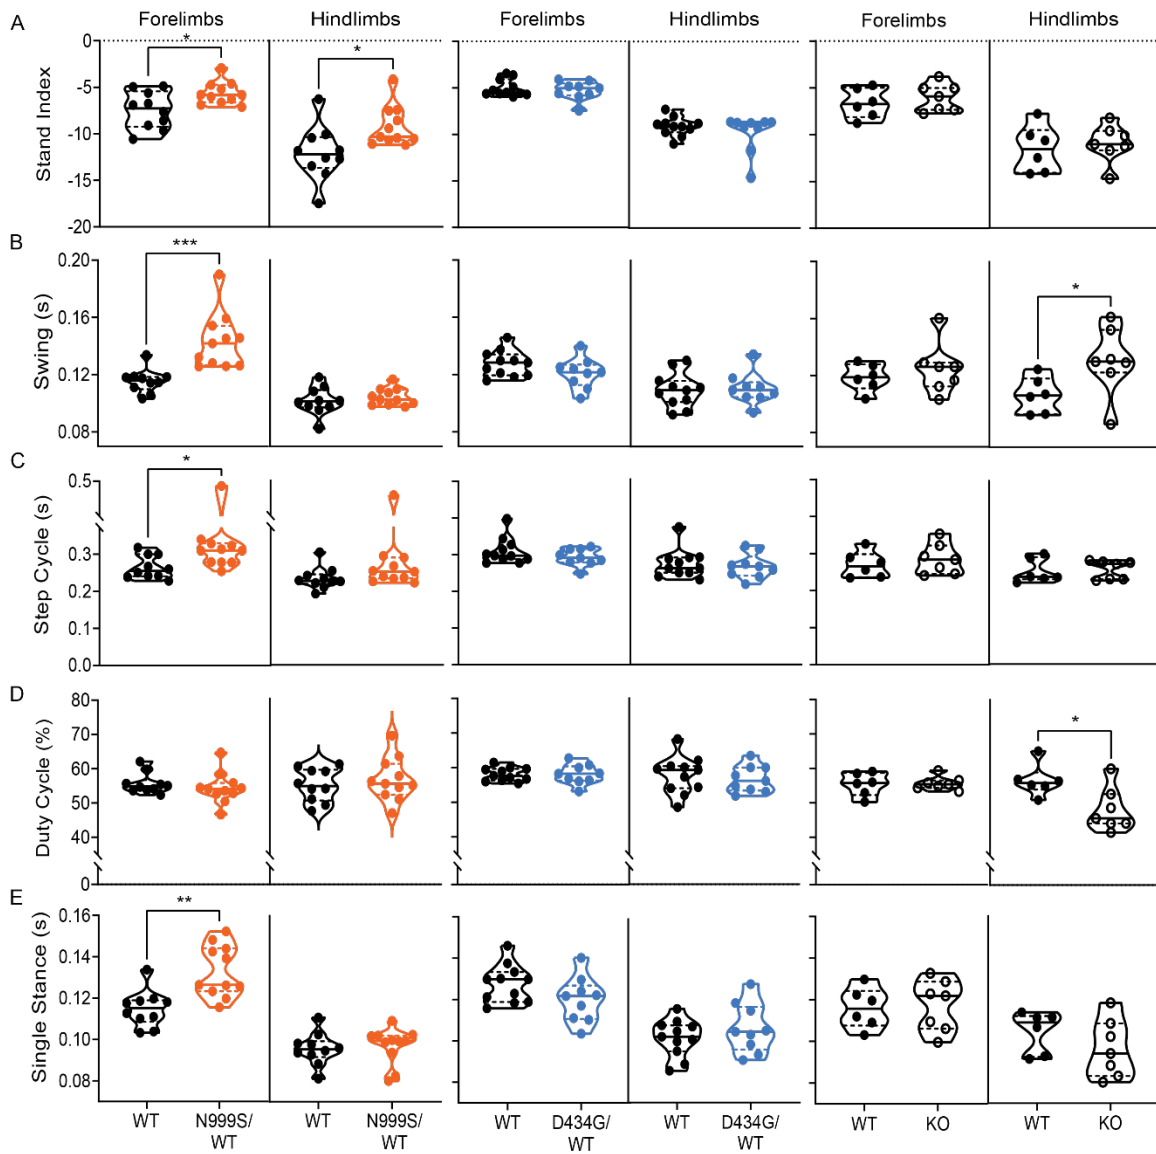 A
Forelimbs Hindlimbs Forelimbs Hindlimbs Forelimbs Hindlimbs
Stand Index
0
-5
-10
-15
-20
* *
B
Swing (s)
0.20
0.16
0.12
0.08
*** *
C
Step Cycle (s)
0.5
0.3
0.2
0.1
0.0
*
D
Duty Cycle (%)
80
70
60
50
40
0
*
E
Single Stance (s)
0.16
0.14
0.12
0.10
0.08
**
WT N999S/ WT N999S/ WT D434G/ WT D434G/ WT KO WT KO
WT WT WT WT